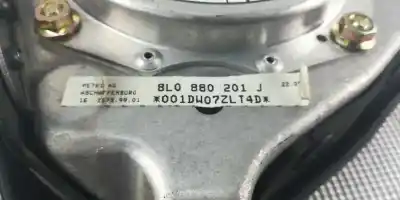 PETRI AG
ASCHAFFENBURG
8L0 880 201 J
*001DW07ZLT4D*